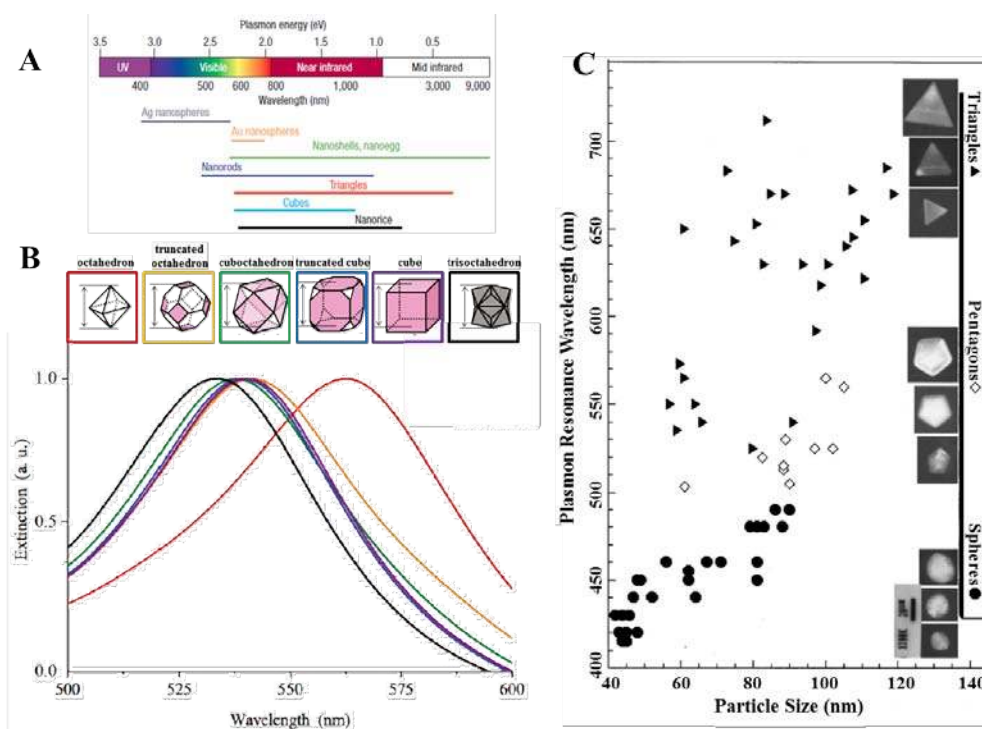 A
Plasmon energy (eV)
3.5 3.0 2.5 2.0 1.5 1.0 0.5
UV Visible Near infrared Mid infrared
400 500 600 800 1,000 3,000 9,000
Wavelength (nm)
Ag nanospheres
Au nanospheres
Nanoshells, nanoegg
Nanorods
Triangles
Cubes
Nanorice
B
octahedron
truncated
octahedron
cuboctahedron
truncated cube
cube
trisoctahedron
Extinction (a. u.)
1.0
0.5
0.0
500 525 550 575 600
Wavelength (nm)
C
Plasmon Resonance Wavelength (nm)
700
650
600
550
500
450
400
40 60 80 100 120 140
Particle Size (nm)
Triangles
Pentagons
Spheres